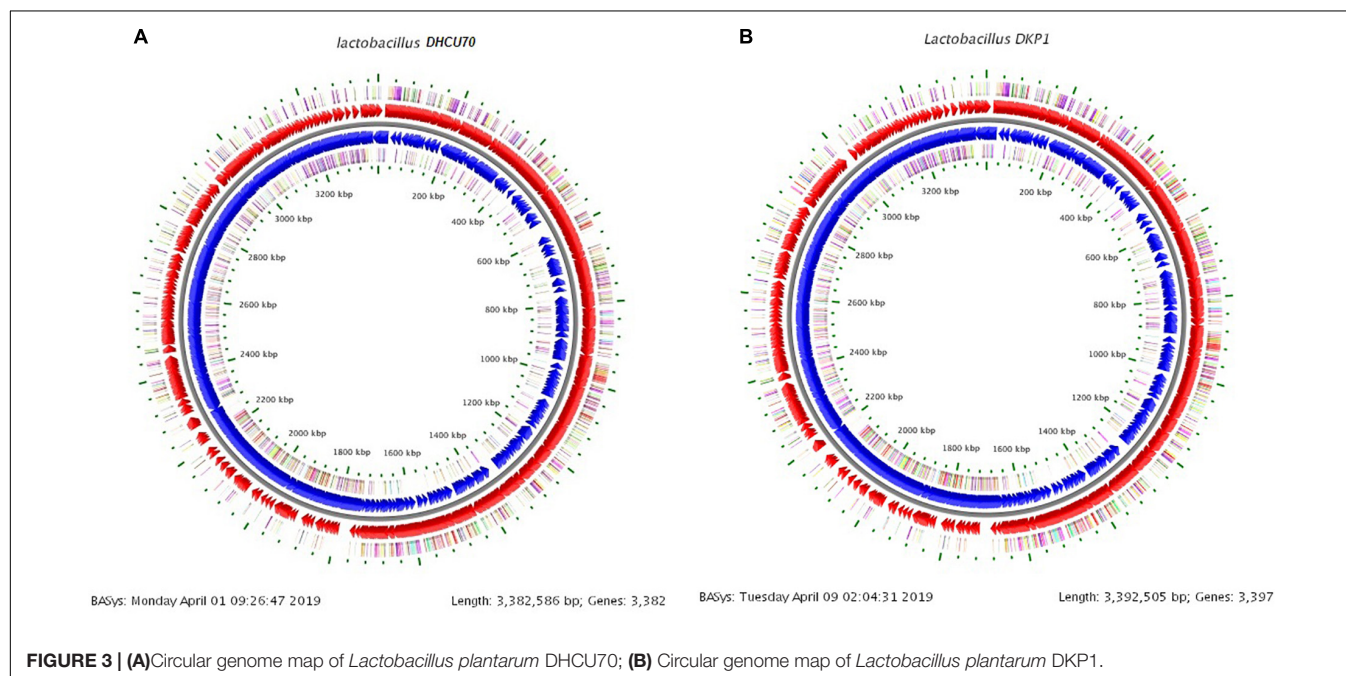 A
lactobacillus DHCU70
200 kbp
400 kbp
600 kbp
800 kbp
1000 kbp
1200 kbp
1400 kbp
1600 kbp
1800 kbp
2000 kbp
2200 kbp
2400 kbp
2600 kbp
2800 kbp
3000 kbp
3200 kbp
BASys: Monday April 01 09:26:47 2019
Length: 3,382,586 bp; Genes: 3,382
B
Lactobacillus DKP1
200 kbp
400 kbp
600 kbp
800 kbp
1000 kbp
1200 kbp
1400 kbp
1600 kbp
1800 kbp
2000 kbp
2200 kbp
2400 kbp
2600 kbp
2800 kbp
3000 kbp
3200 kbp
BASys: Tuesday April 09 02:04:31 2019
Length: 3,392,505 bp; Genes: 3,397
FIGURE 3 | (A)Circular genome map of Lactobacillus plantarum DHCU70; (B) Circular genome map of Lactobacillus plantarum DKP1.